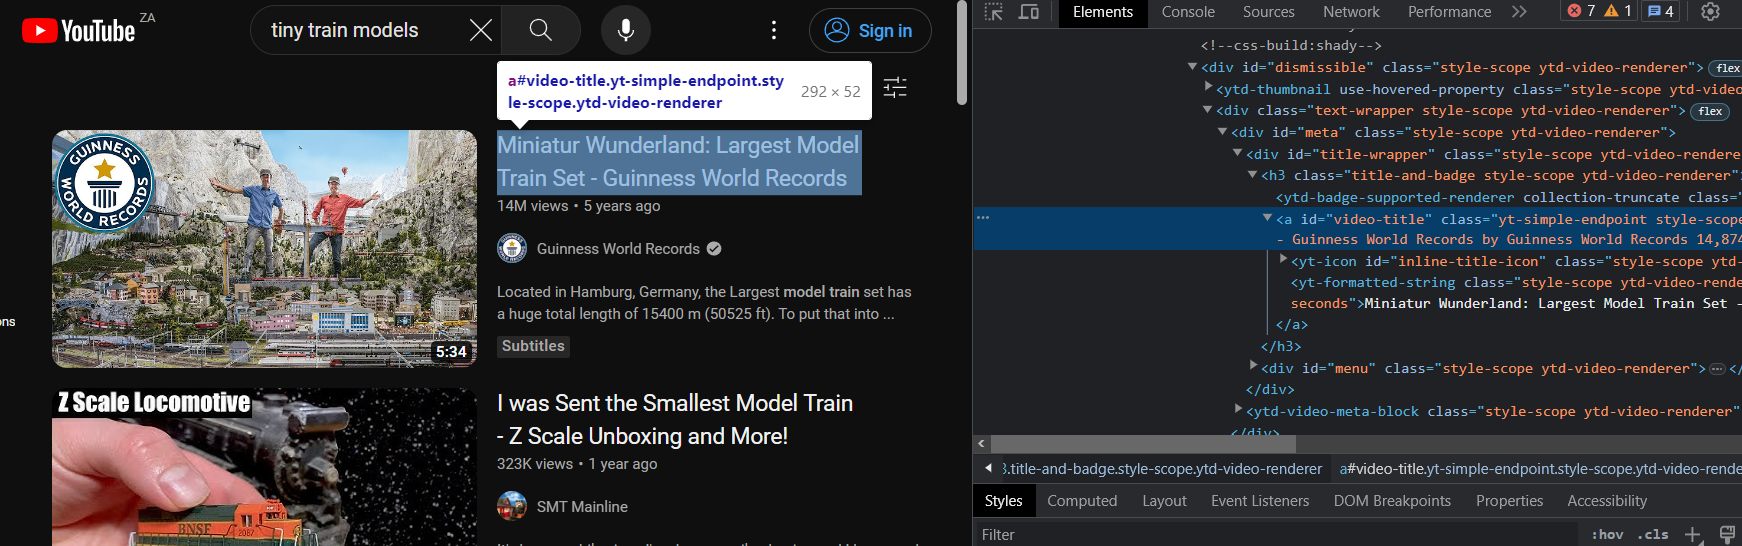 YouTube ZA
tiny train models
Sign in
a#video-title.yt-simple-endpoint.sty
le-scope.ytd-video-renderer
292 × 52
GUINNESS
WORLD RECORDS
5:34
Miniatur Wunderland: Largest Model
Train Set - Guinness World Records
14M views • 5 years ago
Guinness World Records
Located in Hamburg, Germany, the Largest model train set has
a huge total length of 15400 m (50525 ft). To put that into ...
Subtitles
ons
Z Scale Locomotive
BNSF
2057
I was Sent the Smallest Model Train
- Z Scale Unboxing and More!
323K views • 1 year ago
SMT Mainline
Elements Console Sources Network Performance 7 1 4
<!--css-build:shady-->
<div id="dismissible" class="style-scope ytd-video-renderer"> flex
<ytd-thumbnail use-hovered-property class="style-scope ytd-video
<div class="text-wrapper style-scope ytd-video-renderer"> flex
<div id="meta" class="style-scope ytd-video-renderer">
<div id="title-wrapper" class="style-scope ytd-video-rendere
<h3 class="title-and-badge style-scope ytd-video-renderer"
<ytd-badge-supported-renderer collection-truncate class="
<a id="video-title" class="yt-simple-endpoint style-scope
- Guinness World Records by Guinness World Records 14,874
<yt-icon id="inline-title-icon" class="style-scope ytd-
<yt-formatted-string class="style-scope ytd-video-rende
seconds">Miniatur Wunderland: Largest Model Train Set -
</a>
</h3>
<div id="menu" class="style-scope ytd-video-renderer"> ⋯ </
</div>
<ytd-video-meta-block class="style-scope ytd-video-renderer"
</div>
3.title-and-badge.style-scope.ytd-video-renderer a#video-title.yt-simple-endpoint.style-scope.ytd-video-rende
Styles Computed Layout Event Listeners DOM Breakpoints Properties Accessibility
Filter :hov .cls